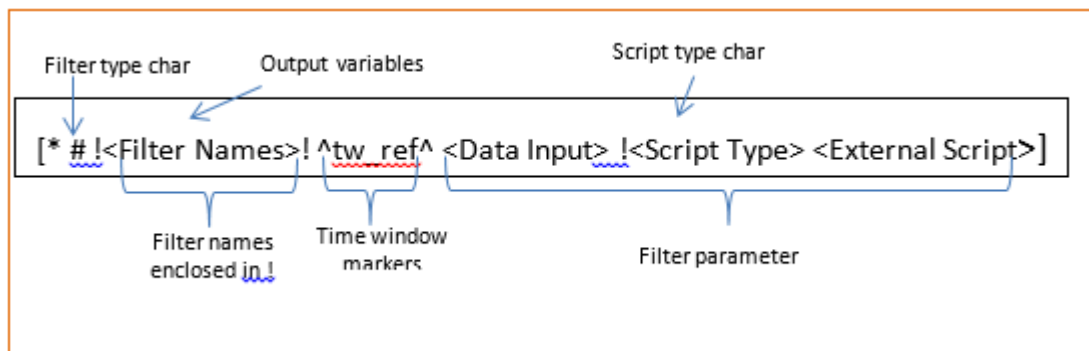 Script type char
Filter type char
Output variables
[* # !<Filter Names>! ^tw_ref^ <Data Input> !<Script Type> <External Script>]
Filter names
enclosed in !
Time window
markers
Filter parameter